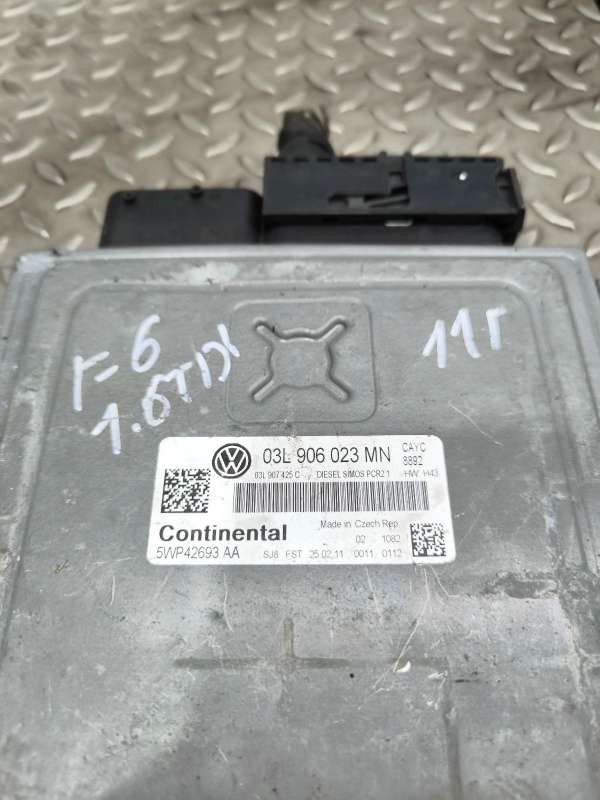 г-6
1.6TDI
11г
03L 906 023 MN
CAYC
8892
03L 907 425 C
DIESEL SIMOS PCR2.1
HW: H43
Continental
5WP42693 AA
Made in Czech Rep
02 1082
SJ8 FST 25.02.11 0011 0112